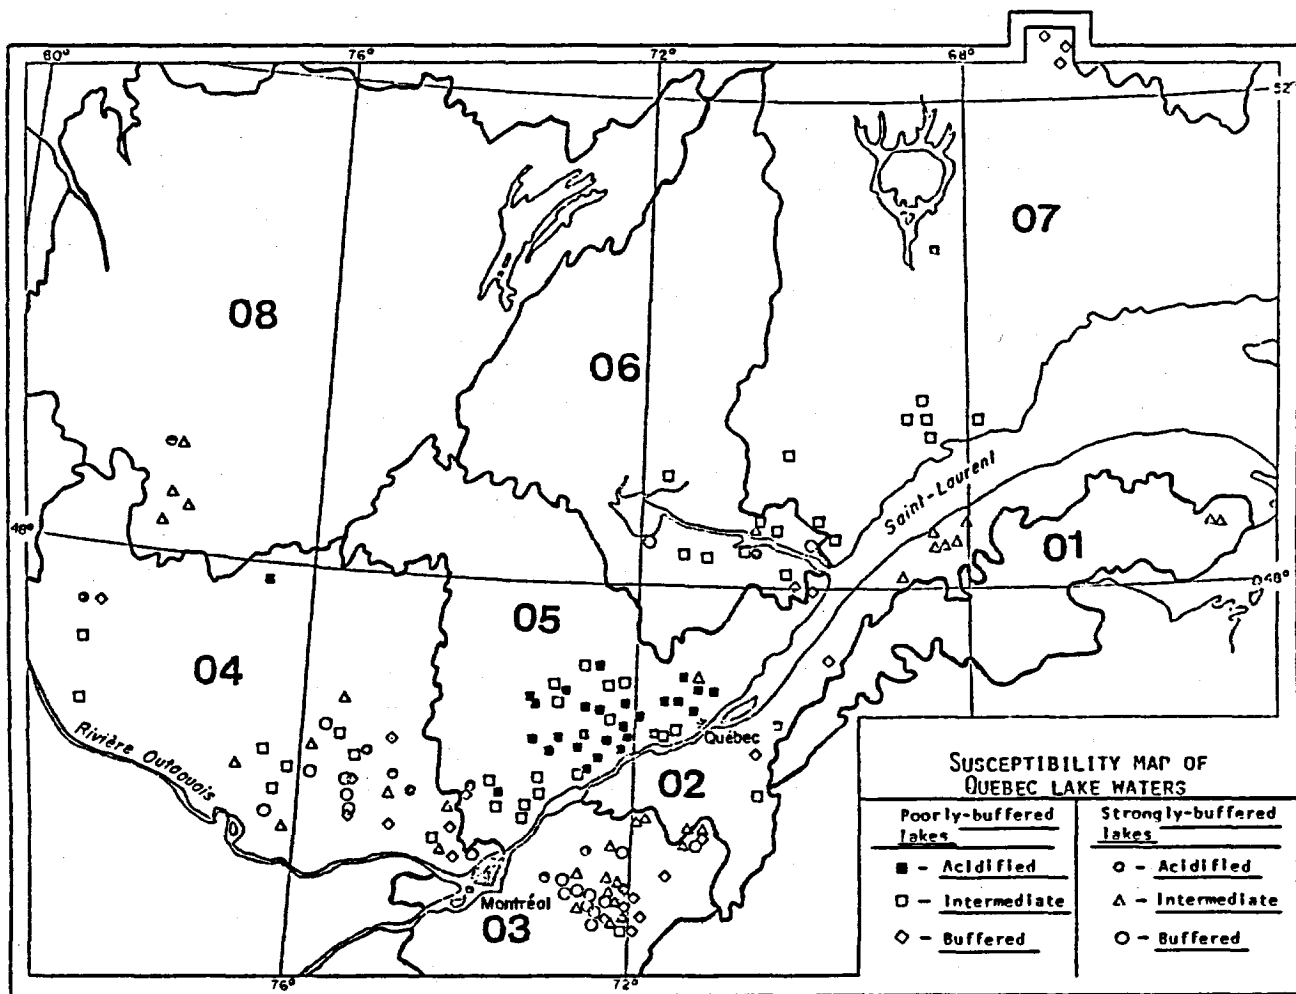 80° 76° 72° 68°
52°
07
08
06
Saint-Laurent
48°
01
48°
05
04
Rivière Outaouais
Québec
02
Montréal
03
76° 72°
SUSCEPTIBILITY MAP OF
QUEBEC LAKE WATERS
Poorly-buffered
lakes
■ - Acidified
□ - Intermediate
◇ - Buffered
Strongly-buffered
lakes
○ - Acidified
△ - Intermediate
○ - Buffered